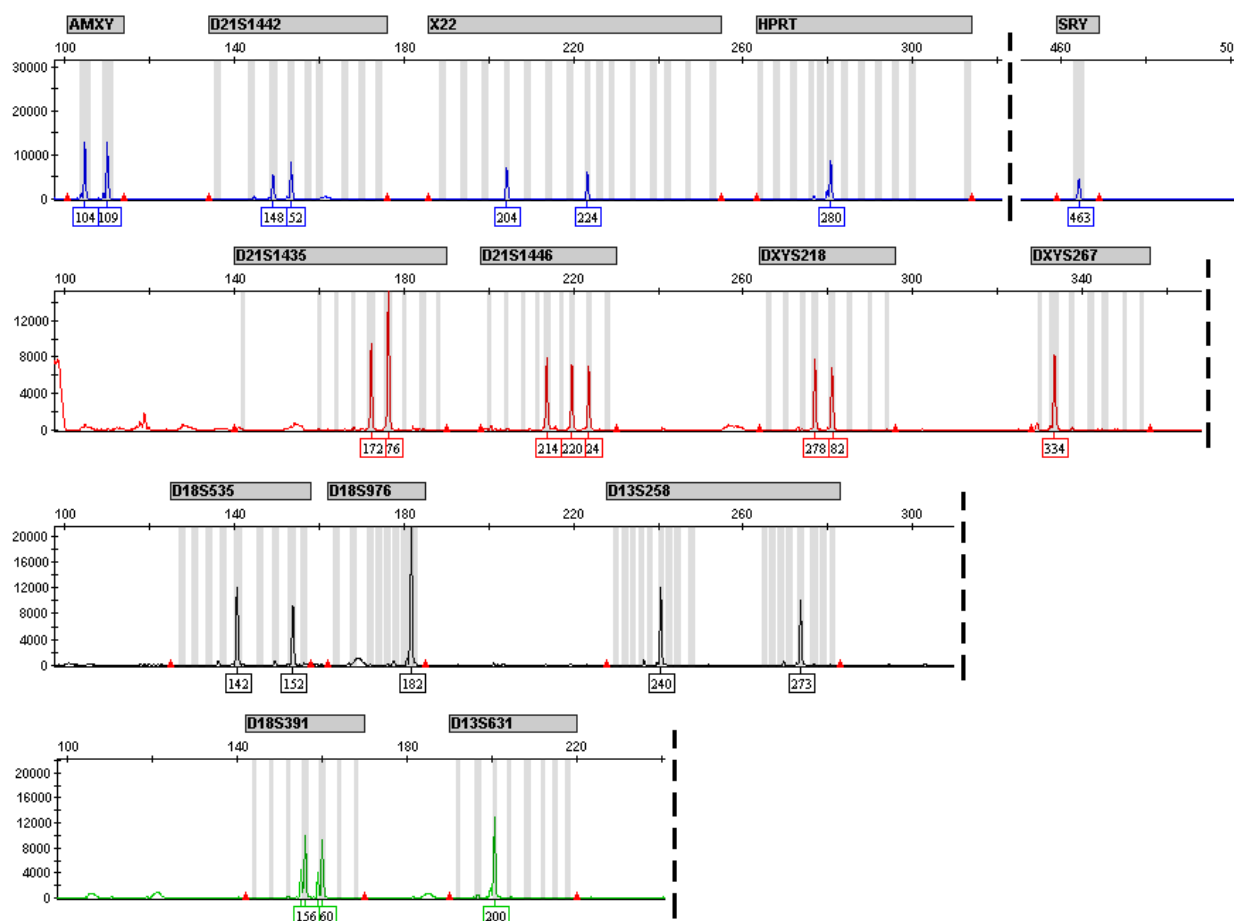 AMXY D21S1442 X22 HPRT SRY
100 140 180 220 260 300 460 50
30000
20000
10000
0
104 109 148 52 204 224 280 463
D21S1435 D21S1446 DXYS218 DXYS267
100 140 180 220 260 300 340
12000
8000
4000
0
172 76 214 220 24 278 82 334
D18S535 D18S976 D13S258
100 140 180 220 260 300
20000
16000
12000
8000
4000
0
142 152 182 240 273
D18S391 D13S631
100 140 180 220
20000
16000
12000
8000
4000
0
156 60 200